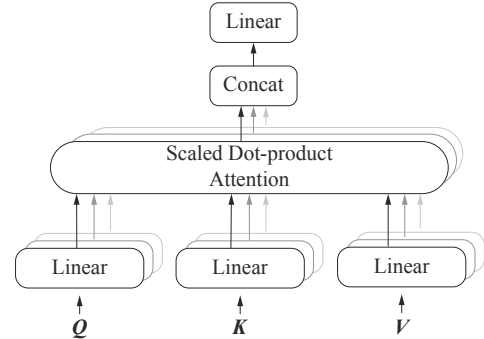 Linear
Concat
Scaled Dot-product
Attention
Linear Linear Linear
Q K V